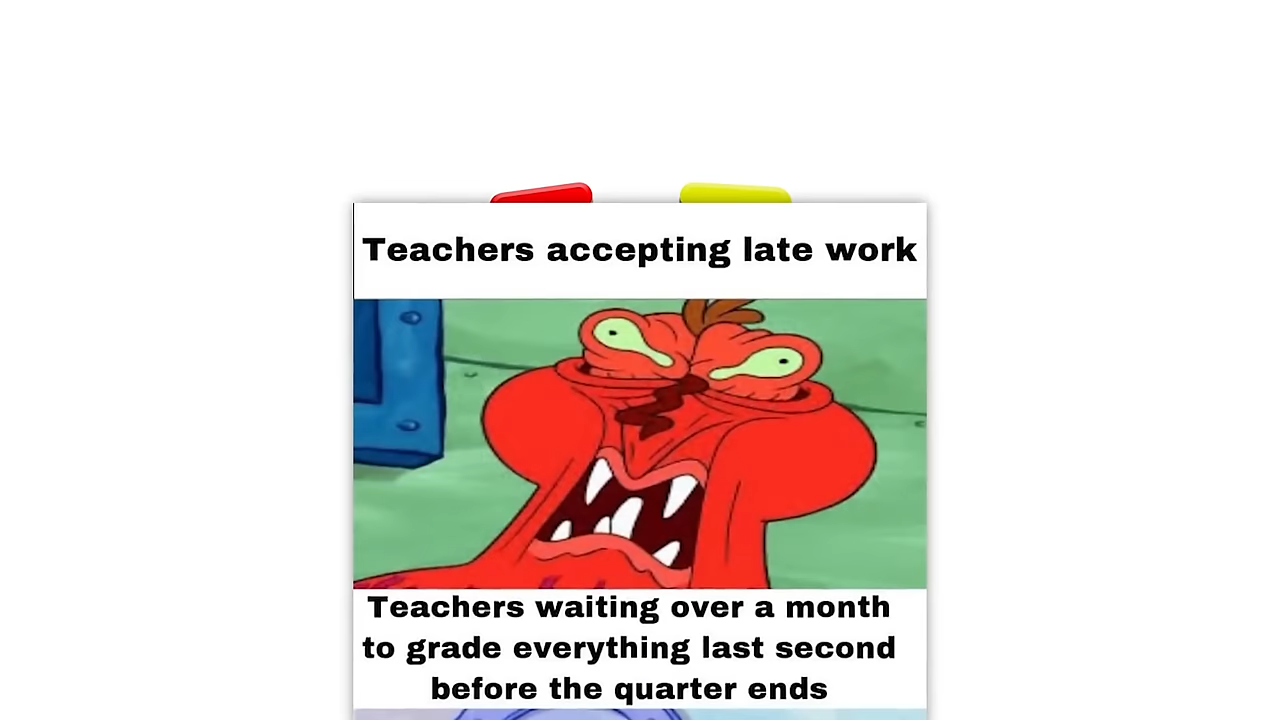 Teachers accepting late work
Teachers waiting over a month
to grade everything last second
before the quarter ends